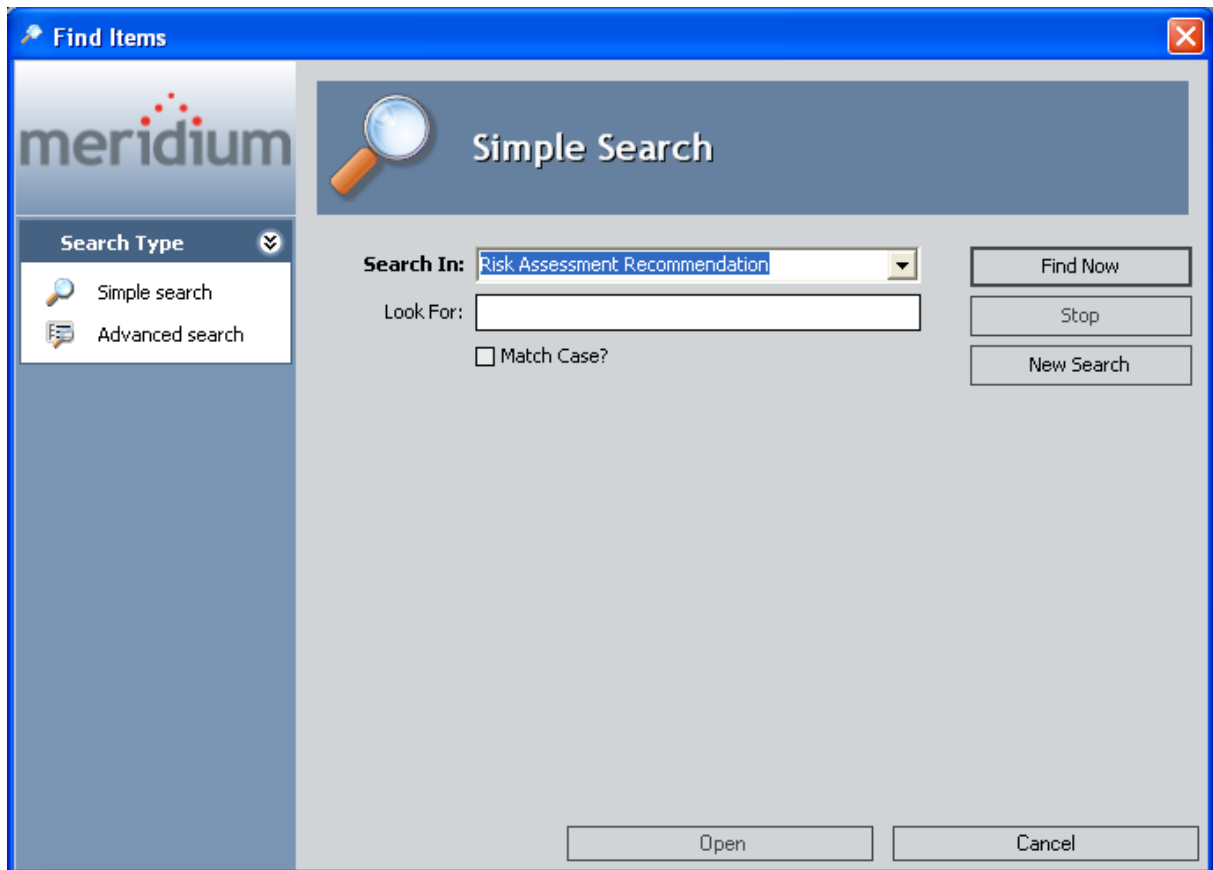 Find Items
meridium
Simple Search
Search Type
Simple search
Advanced search
Search In: Risk Assessment Recommendation
Find Now
Look For:
Stop
Match Case?
New Search
Open
Cancel